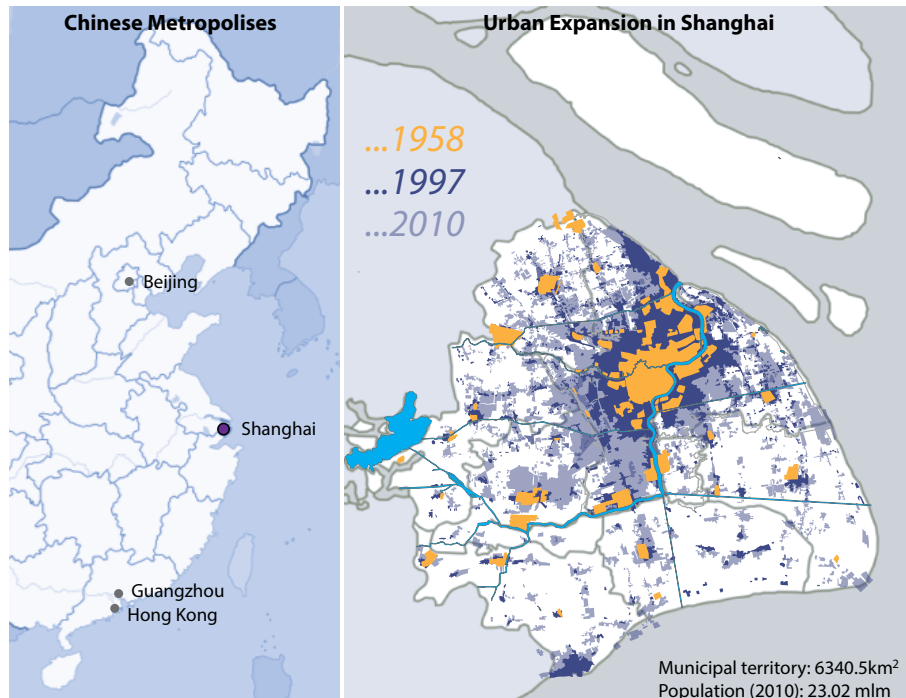 Chinese Metropolises
Beijing
Shanghai
Guangzhou
Hong Kong
Urban Expansion in Shanghai
...1958
...1997
...2010
Municipal territory: 6340.5km²
Population (2010): 23.02 mlm